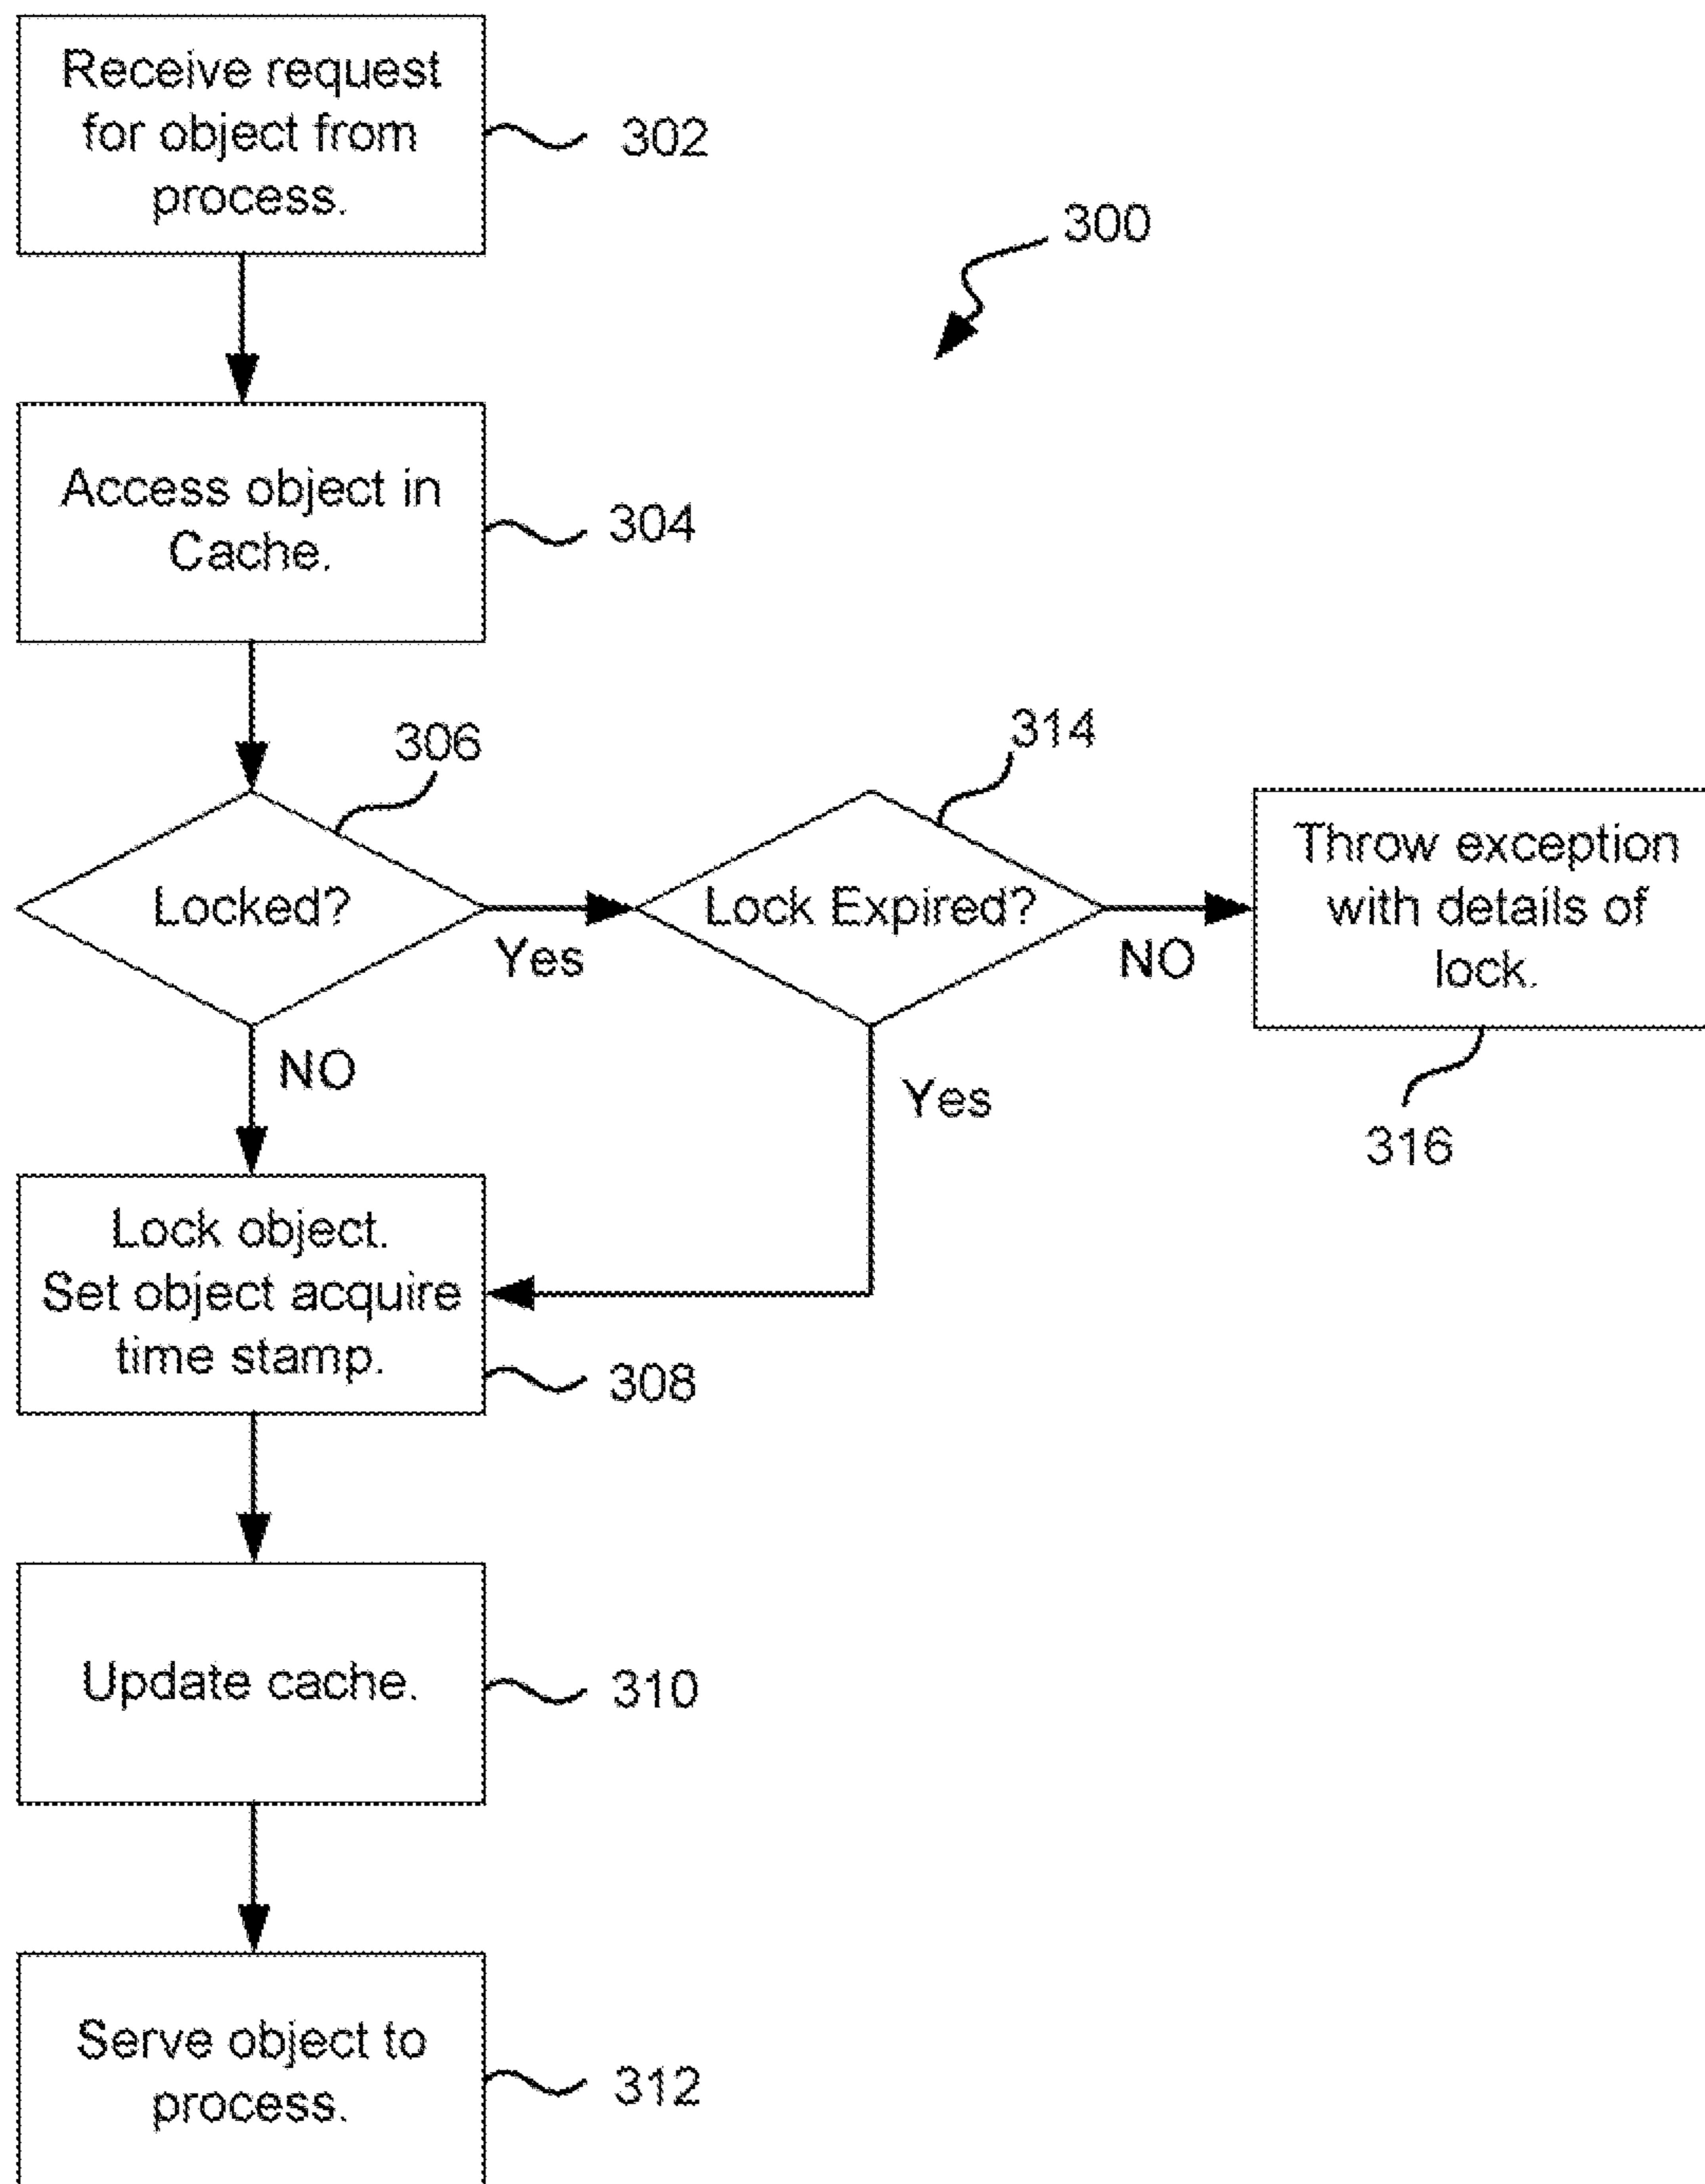 Receive request
for object from
process.
302
300
Access object in
Cache.
304
306
314
Locked?
Yes
Lock Expired?
NO
Throw exception
with details of
lock.
316
NO
Yes
Lock object.
Set object acquire
time stamp.
308
Update cache.
310
Serve object to
process.
312